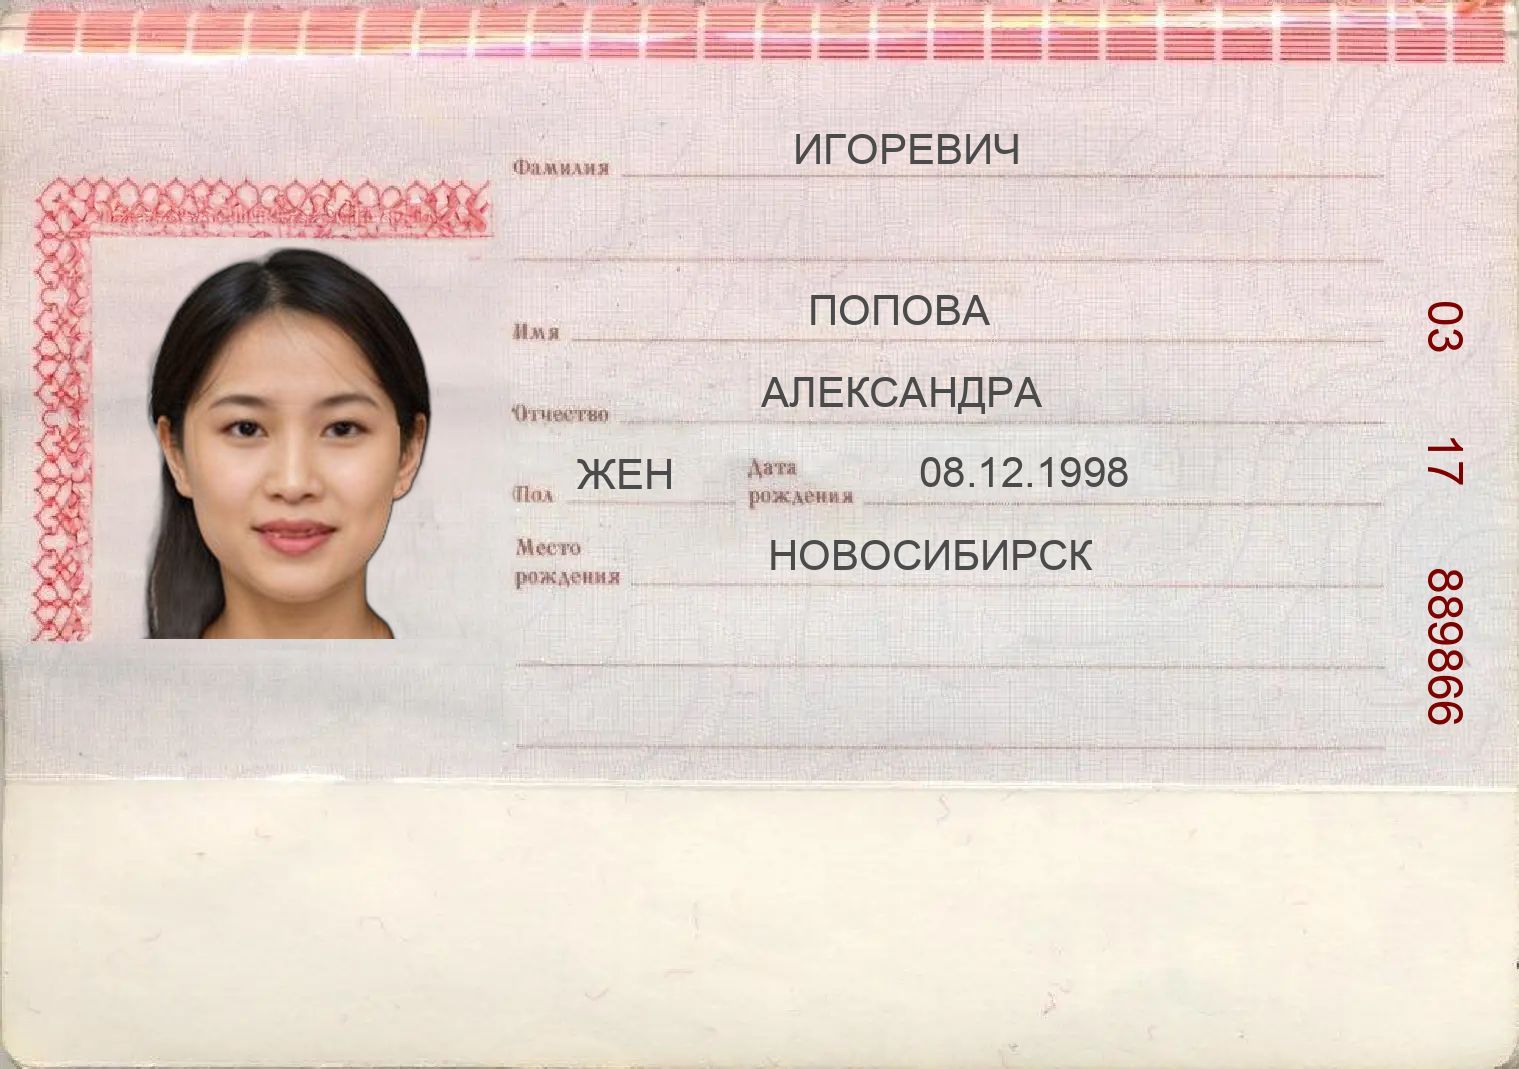 Фамилия ИГОРЕВИЧ
Имя ПОПОВА
Отчество АЛЕКСАНДРА
Пол ЖЕН Дата рождения 08.12.1998
Место рождения НОВОСИБИРСК
03 17 889866